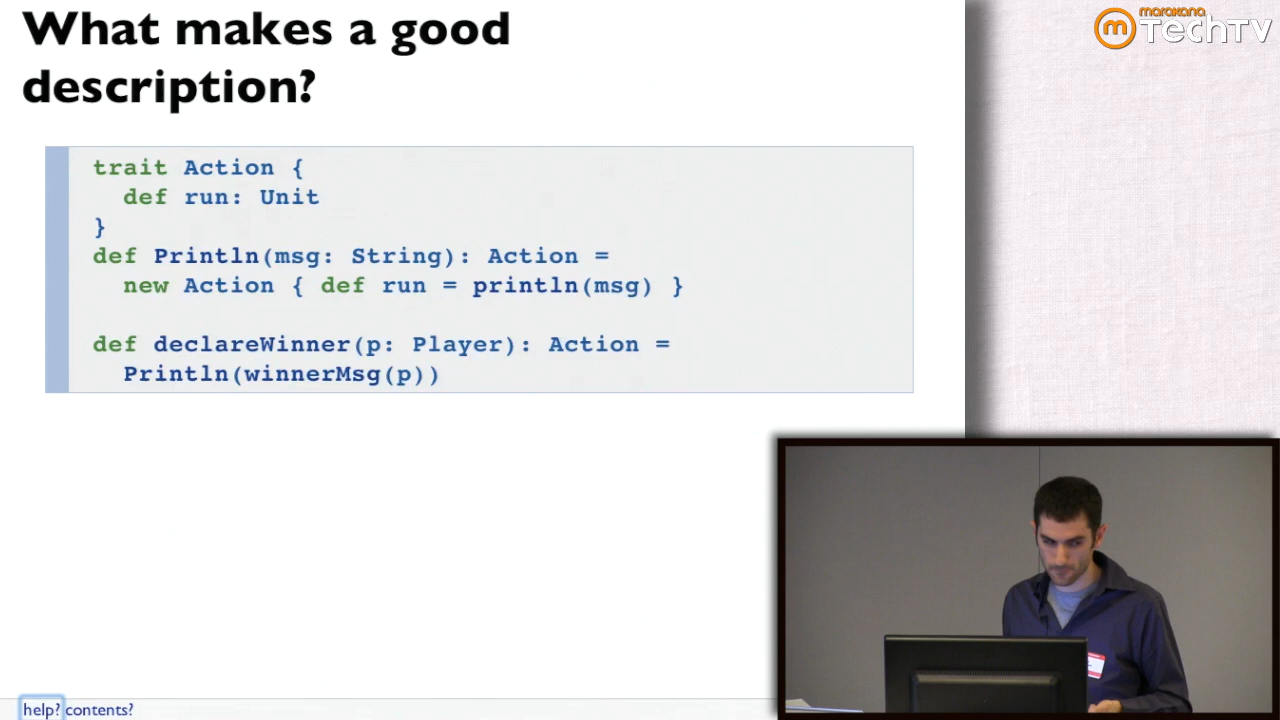 What makes a good
description?
marakana
m TechTV
trait Action {
  def run: Unit
}
def Println(msg: String): Action =
  new Action { def run = println(msg) }

def declareWinner(p: Player): Action =
  Println(winnerMsg(p))
help? contents?